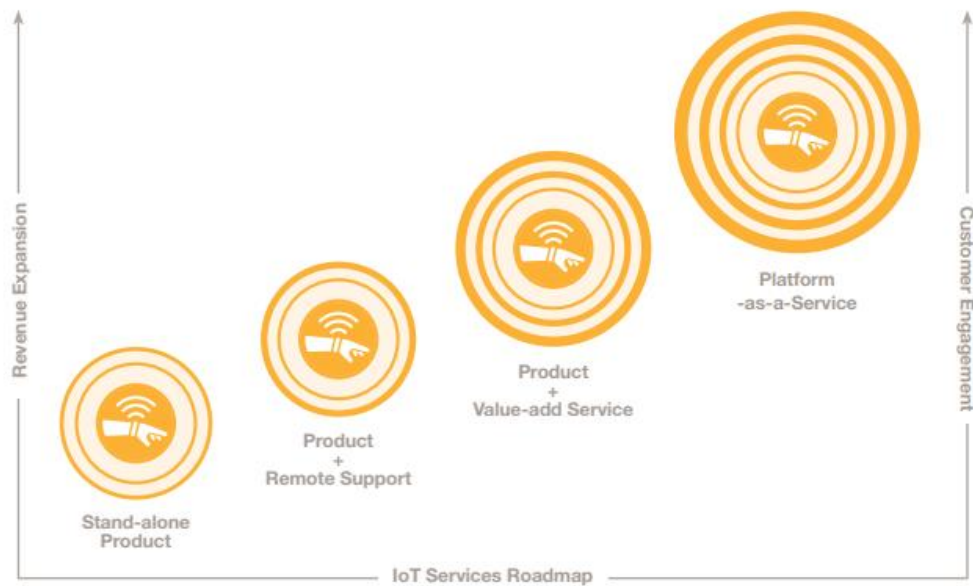 Revenue Expansion
Customer Engagement
Platform
-as-a-Service
Product
+
Value-add Service
Product
+
Remote Support
Stand-alone
Product
IoT Services Roadmap